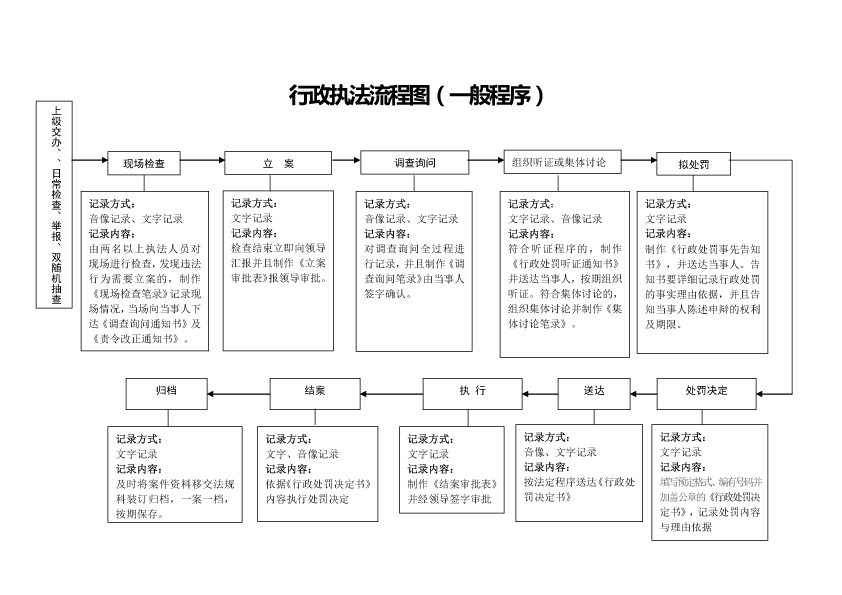 行政执法流程图（一般程序）
上级交办、、日常检查、举报、双随机抽查
现场检查
立 案
调查询问
组织听证或集体讨论
拟处罚
记录方式：
音像记录、文字记录
记录内容：
由两名以上执法人员对
现场进行检查，发现违法
行为需要立案的，制作
《现场检查笔录》记录现
场情况，当场向当事人下
达《调查询问通知书》及
《责令改正通知书》。
记录方式：
文字记录
记录内容：
检查结束立即向领导
汇报并且制作《立案
审批表》报领导审批。
记录方式：
音像记录、文字记录
记录内容：
对调查询问全过程进
行记录，并且制作《调
查询问笔录》由当事人
签字确认。
记录方式：
文字记录、音像记录
记录内容：
符合听证程序的，制作
《行政处罚听证通知书》
并送达当事人，按期组织
听证。符合集体讨论的，
组织集体讨论并制作《集
体讨论笔录》。
记录方式：
文字记录
记录内容：
制作《行政处罚事先告知
书》，并送达当事人。告
知书要详细记录行政处罚
的事实理由依据，并且告
知当事人陈述申辩的权利
及期限。
归档
结案
执 行
送达
处罚决定
记录方式：
文字记录
记录内容：
及时将案件资科移交法规
科装订归档，一案一档，
按期保存。
记录方式：
文字、音像记录
记录内容：
依据《行政处罚决定书》
内容执行处罚决定
记录方式：
文字记录
记录内容：
制作《结案审批表》
并经领导签字审批
记录方式：
音像、文字记录
记录内容：
按法定程序送达《行政处
罚决定书》
记录方式：
文字记录
记录内容：
填写预定格式，编有号码并
加盖公章的《行政处罚决
定书》，记录处罚内容
与理由依据